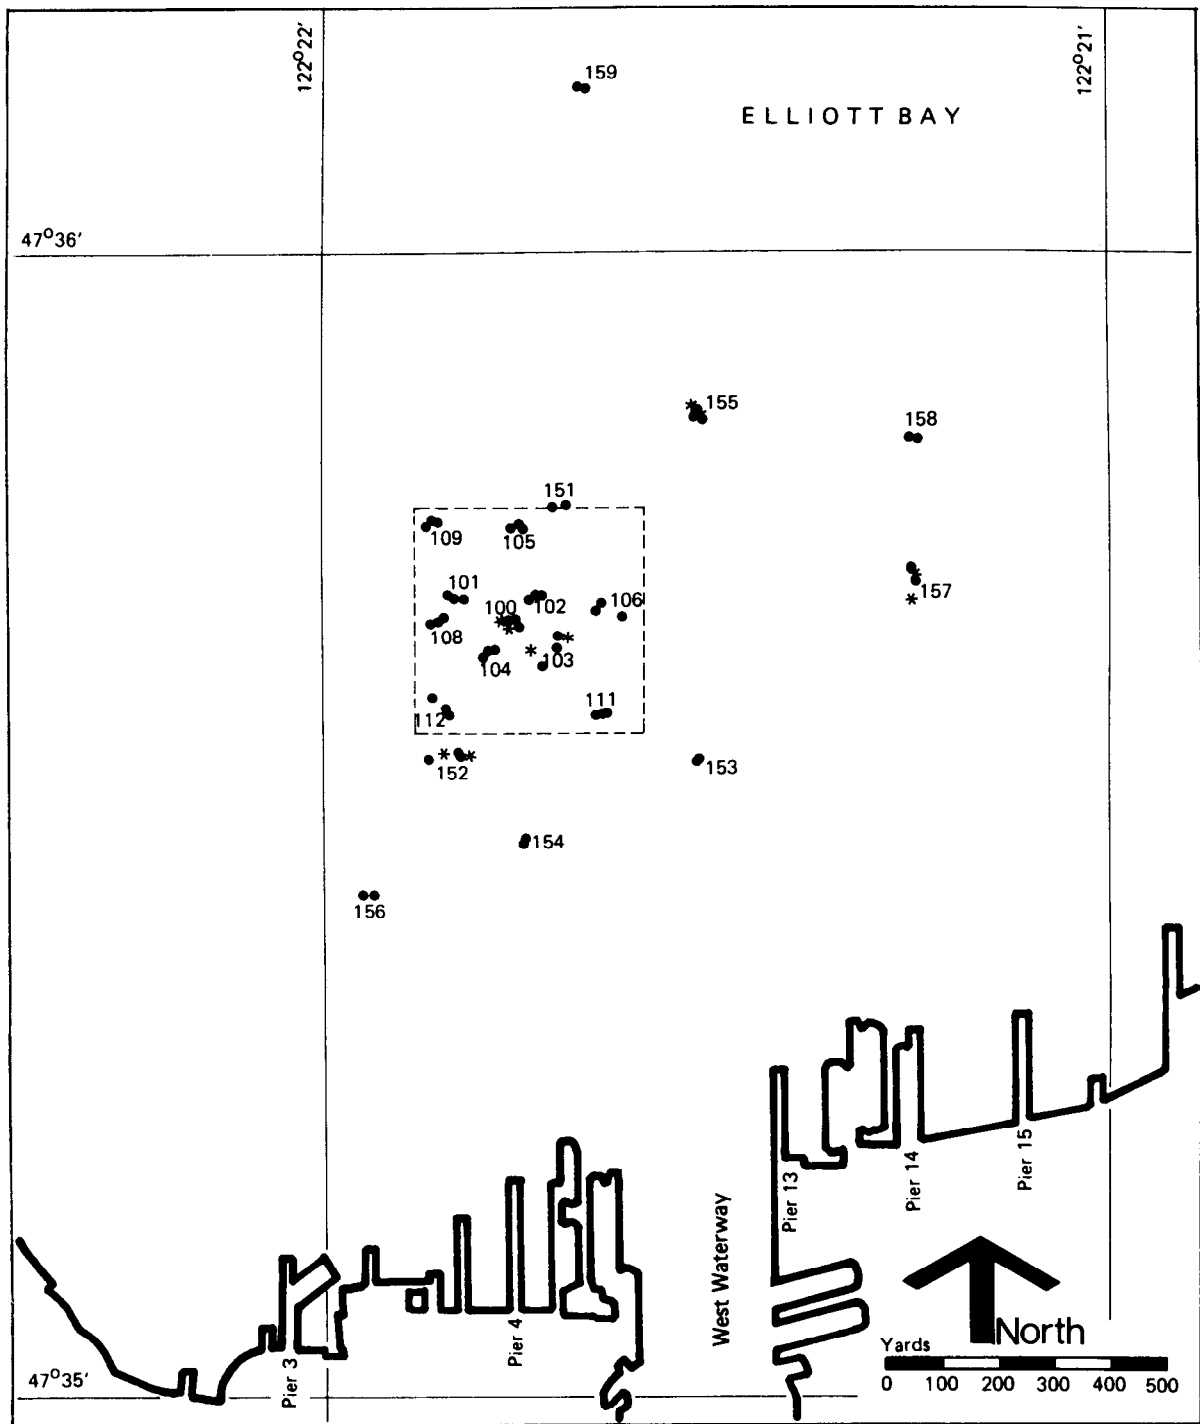 122°22'
122°21'
159
ELLIOTT BAY
47°36'
155
158
151
109
105
101
100
102
106
157
108
104
103
112
111
152
153
154
156
Pier 13
Pier 14
Pier 15
West Waterway
Pier 4
Pier 3
North
Yards
47°35'
0 100 200 300 400 500